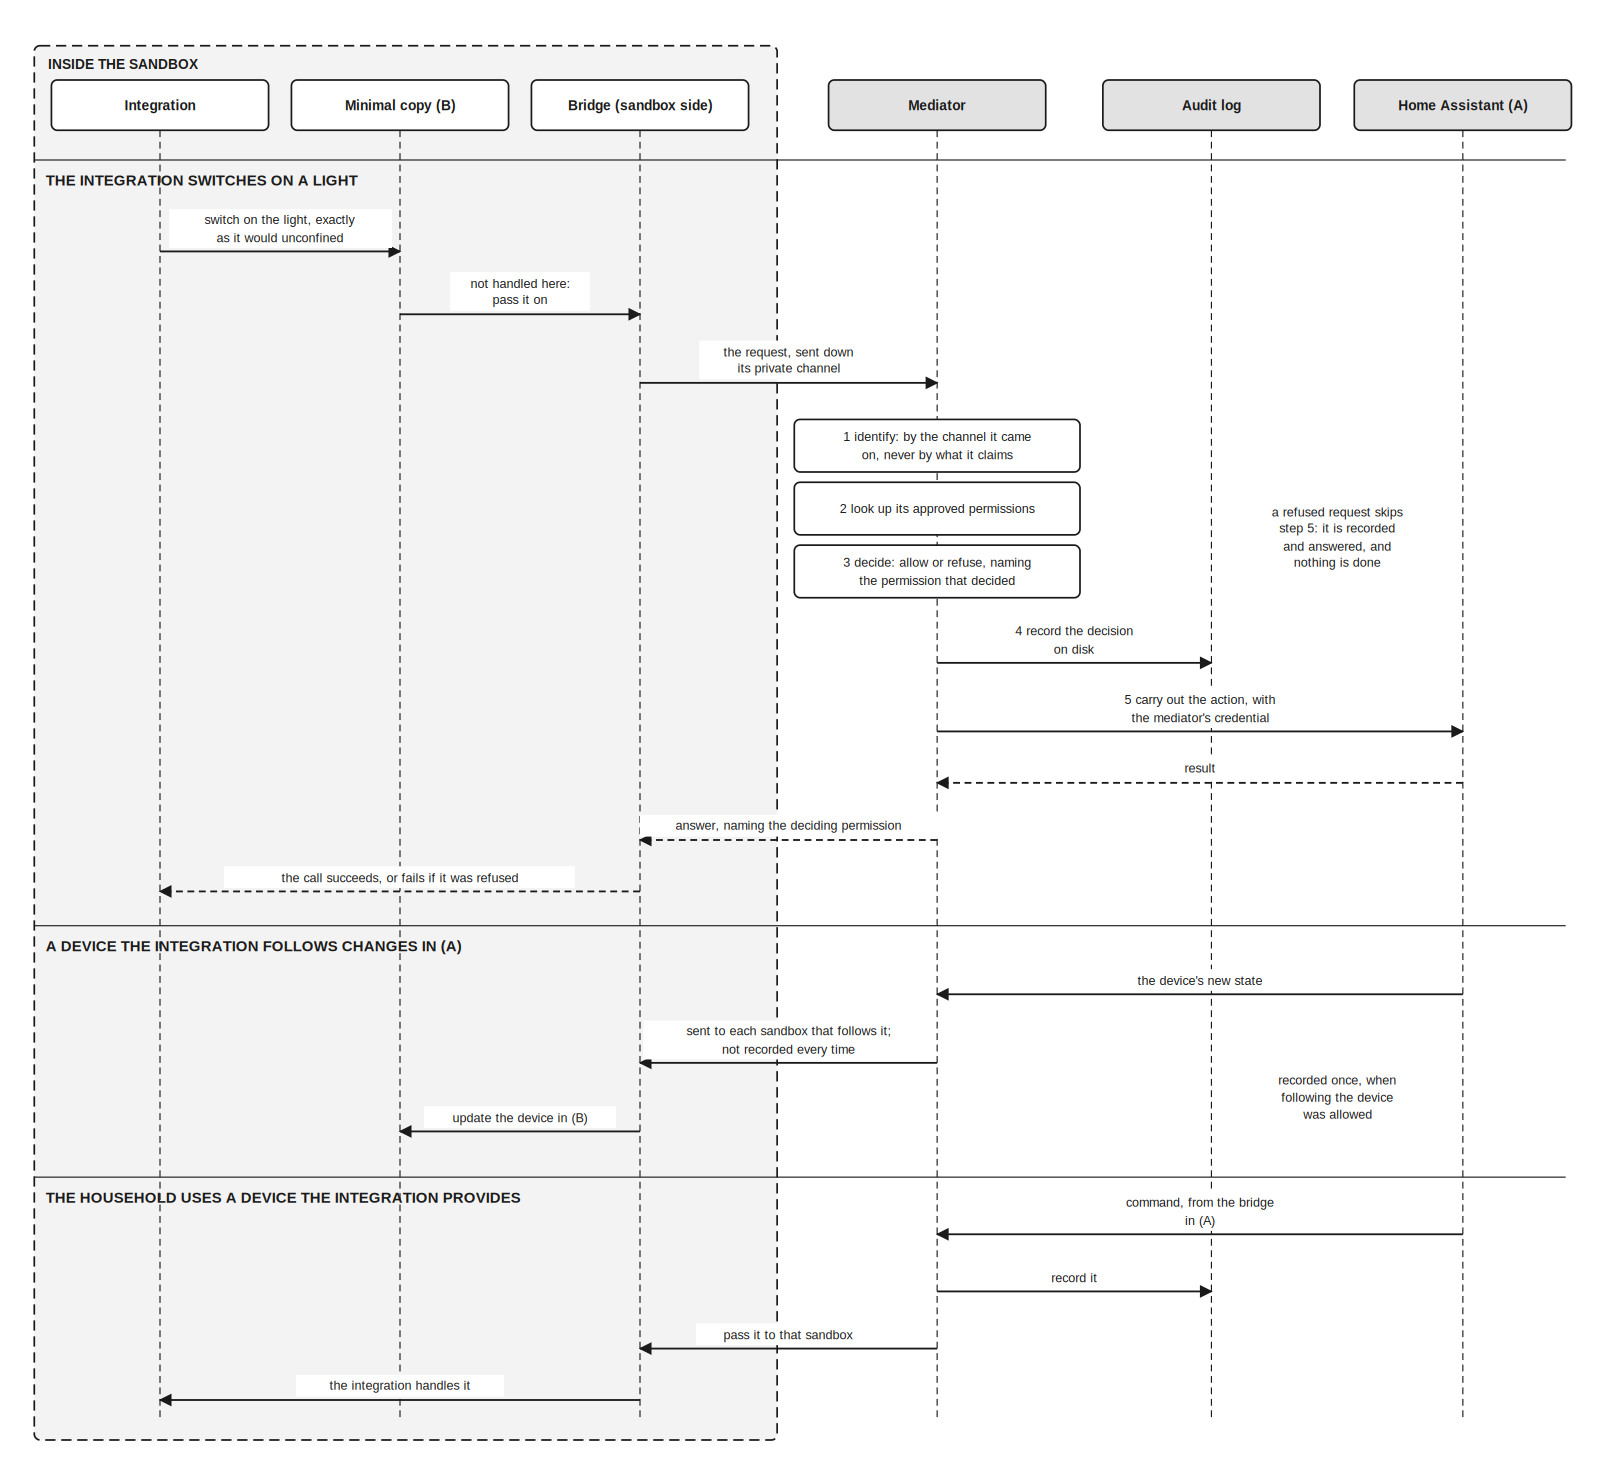 INSIDE THE SANDBOX
Integration
Minimal copy (B)
Bridge (sandbox side)
Mediator
Audit log
Home Assistant (A)
THE INTEGRATION SWITCHES ON A LIGHT
switch on the light, exactly
as it would unconfined
not handled here:
pass it on
the request, sent down
its private channel
1 identify: by the channel it came
on, never by what it claims
2 look up its approved permissions
a refused request skips
step 5: it is recorded
and answered, and
nothing is done
3 decide: allow or refuse, naming
the permission that decided
4 record the decision
on disk
5 carry out the action, with
the mediator's credential
result
answer, naming the deciding permission
the call succeeds, or fails if it was refused
A DEVICE THE INTEGRATION FOLLOWS CHANGES IN (A)
the device's new state
sent to each sandbox that follows it;
not recorded every time
recorded once, when
following the device
was allowed
update the device in (B)
THE HOUSEHOLD USES A DEVICE THE INTEGRATION PROVIDES
command, from the bridge
in (A)
record it
pass it to that sandbox
the integration handles it